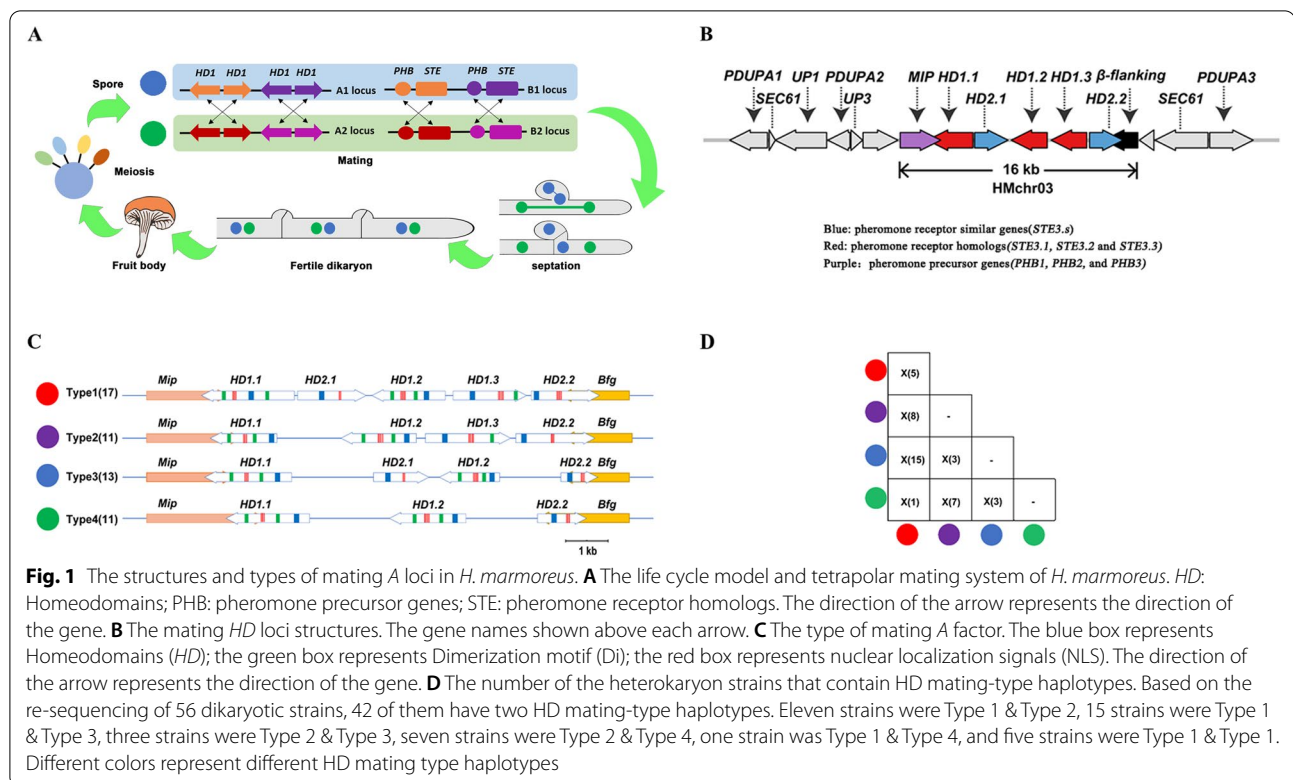 A
Spore
HD1 HD1 HD1 HD1 PHB STE PHB STE
A1 locus B1 locus
A2 locus B2 locus
Mating
Meiosis
Fruit body
Fertile dikaryon
septation
B
PDUPA1 UP1 PDUPA2 MIP HD1.1 HD1.2 HD1.3 β-flanking PDUPA3
SEC61 UP3 HD2.1 HD2.2 SEC61
16 kb
HMchr03
Blue: pheromone receptor similar genes(STE3.s)
Red: pheromone receptor homologs(STE3.1, STE3.2 and STE3.3)
Purple: pheromone precursor genes(PHB1, PHB2, and PHB3)
C
Mip HD1.1 HD2.1 HD1.2 HD1.3 HD2.2 Bfg
Type1(17)
Mip HD1.1 HD1.2 HD1.3 HD2.2 Bfg
Type2(11)
Mip HD1.1 HD2.1 HD1.2 HD2.2 Bfg
Type3(13)
Mip HD1.1 HD1.2 HD2.2 Bfg
Type4(11)
1 kb
D
X(5)
X(8) -
X(15) X(3) -
X(1) X(7) X(3) -
Fig. 1 The structures and types of mating A loci in H. marmoreus. A The life cycle model and tetrapolar mating system of H. marmoreus. HD:
Homeodomains; PHB: pheromone precursor genes; STE: pheromone receptor homologs. The direction of the arrow represents the direction of
the gene. B The mating HD loci structures. The gene names shown above each arrow. C The type of mating A factor. The blue box represents
Homeodomains (HD); the green box represents Dimerization motif (Di); the red box represents nuclear localization signals (NLS). The direction of
the arrow represents the direction of the gene. D The number of the heterokaryon strains that contain HD mating-type haplotypes. Based on the
re-sequencing of 56 dikaryotic strains, 42 of them have two HD mating-type haplotypes. Eleven strains were Type 1 & Type 2, 15 strains were Type 1
& Type 3, three strains were Type 2 & Type 3, seven strains were Type 2 & Type 4, one strain was Type 1 & Type 4, and five strains were Type 1 & Type 1.
Different colors represent different HD mating type haplotypes